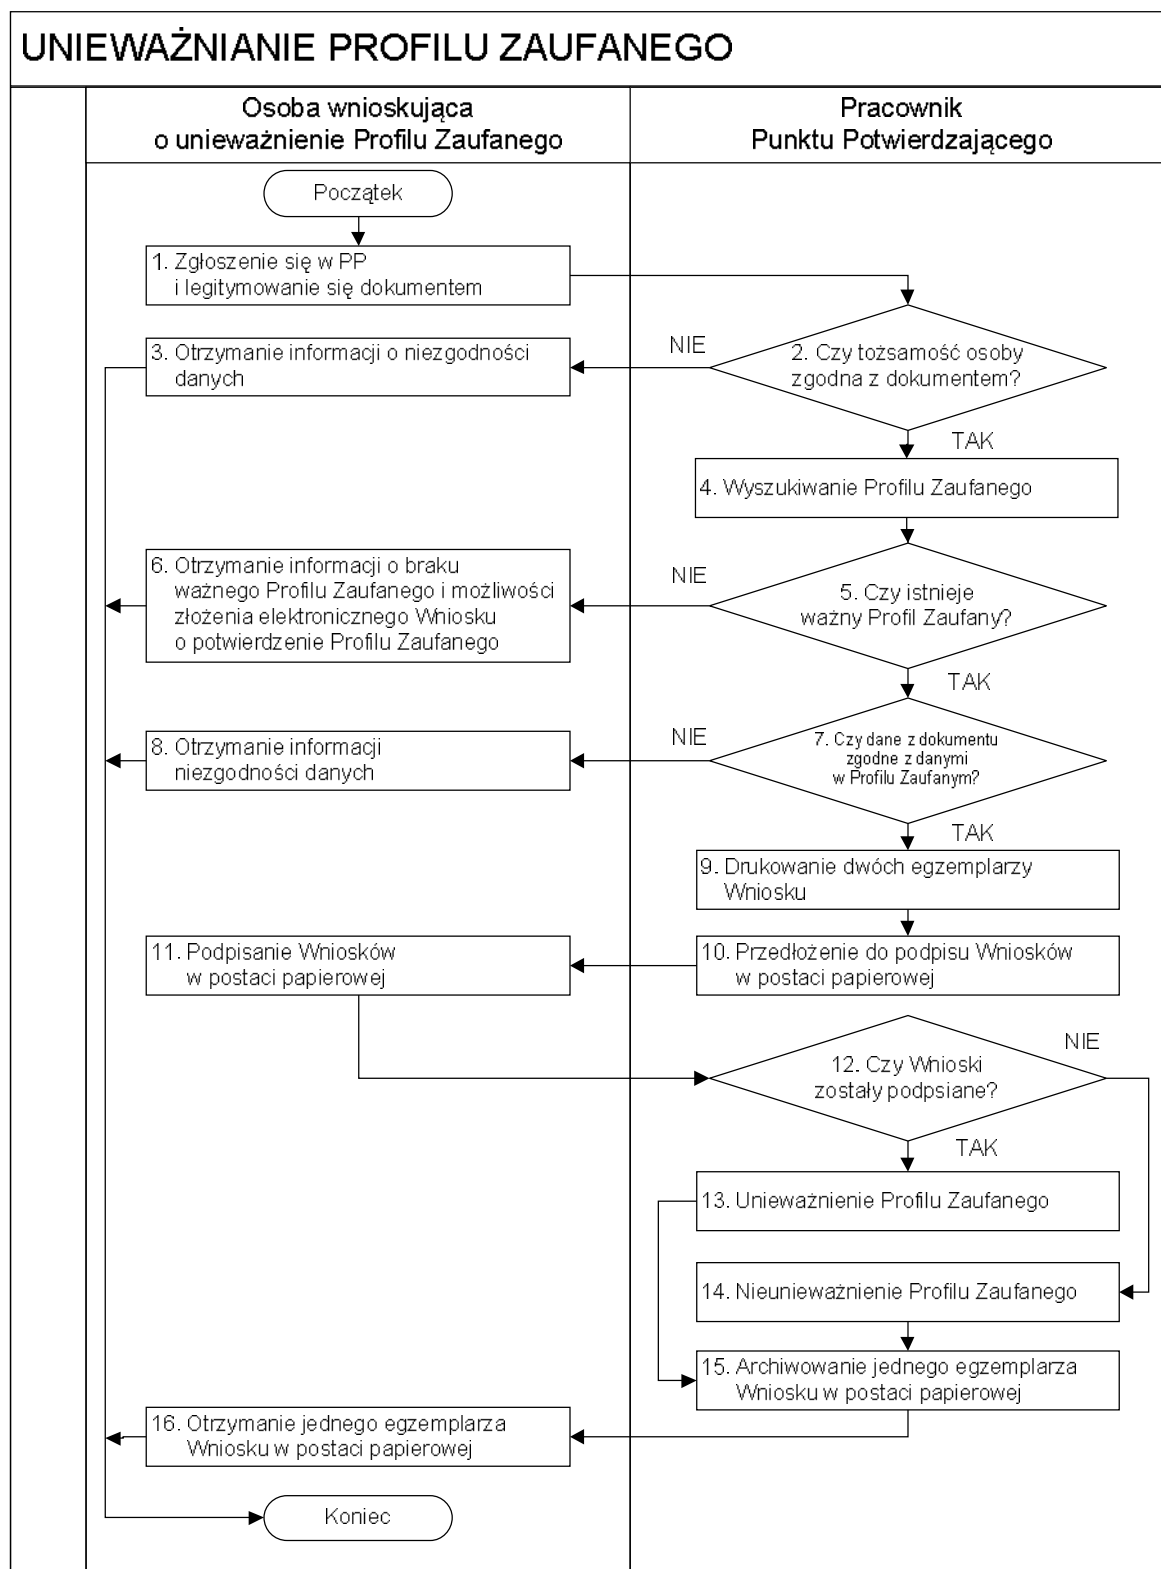 UNIEWAŻNIANIE PROFILU ZAUFANEGO
Osoba wnioskująca
o unieważnienie Profilu Zaufanego
Pracownik
Punktu Potwierdzającego
Początek
1. Zgłoszenie się w PP
i legitymowanie się dokumentem
2. Czy tożsamość osoby
zgodna z dokumentem?
NIE
3. Otrzymanie informacji o niezgodności
danych
TAK
4. Wyszukiwanie Profilu Zaufanego
5. Czy istnieje
ważny Profil Zaufany?
NIE
6. Otrzymanie informacji o braku
ważnego Profilu Zaufanego i możliwości
złożenia elektronicznego Wniosku
o potwierdzenie Profilu Zaufanego
TAK
7. Czy dane z dokumentu
zgodne z danymi
w Profilu Zaufanym?
NIE
8. Otrzymanie informacji
niezgodności danych
TAK
9. Drukowanie dwóch egzemplarzy
Wniosku
10. Przedłożenie do podpisu Wniosków
w postaci papierowej
11. Podpisanie Wniosków
w postaci papierowej
12. Czy Wnioski
zostały podpsiane?
NIE
TAK
13. Unieważnienie Profilu Zaufanego
14. Nieunieważnienie Profilu Zaufanego
15. Archiwowanie jednego egzemplarza
Wniosku w postaci papierowej
16. Otrzymanie jednego egzemplarza
Wniosku w postaci papierowej
Koniec